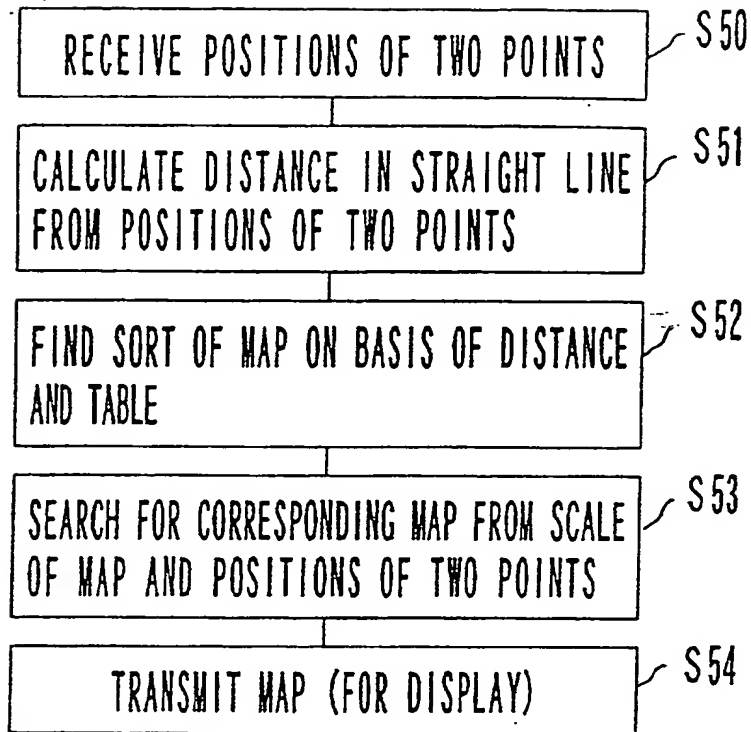 RECEIVE POSITIONS OF TWO POINTS
S50
CALCULATE DISTANCE IN STRAIGHT LINE
FROM POSITIONS OF TWO POINTS
S51
FIND SORT OF MAP ON BASIS OF DISTANCE
AND TABLE
S52
SEARCH FOR CORRESPONDING MAP FROM SCALE
OF MAP AND POSITIONS OF TWO POINTS
S53
TRANSMIT MAP (FOR DISPLAY)
S54